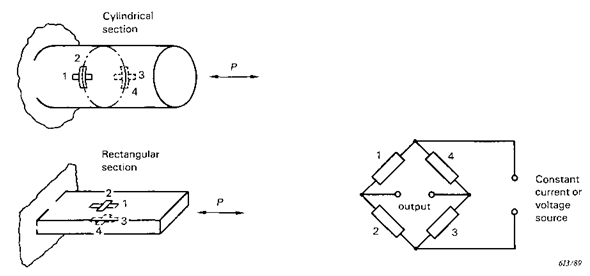 Cylindrical
section
2
1
3
4
P
Rectangular
section
2
1
3
4
P
1
4
output
2
3
Constant
current or
voltage
source
613/89